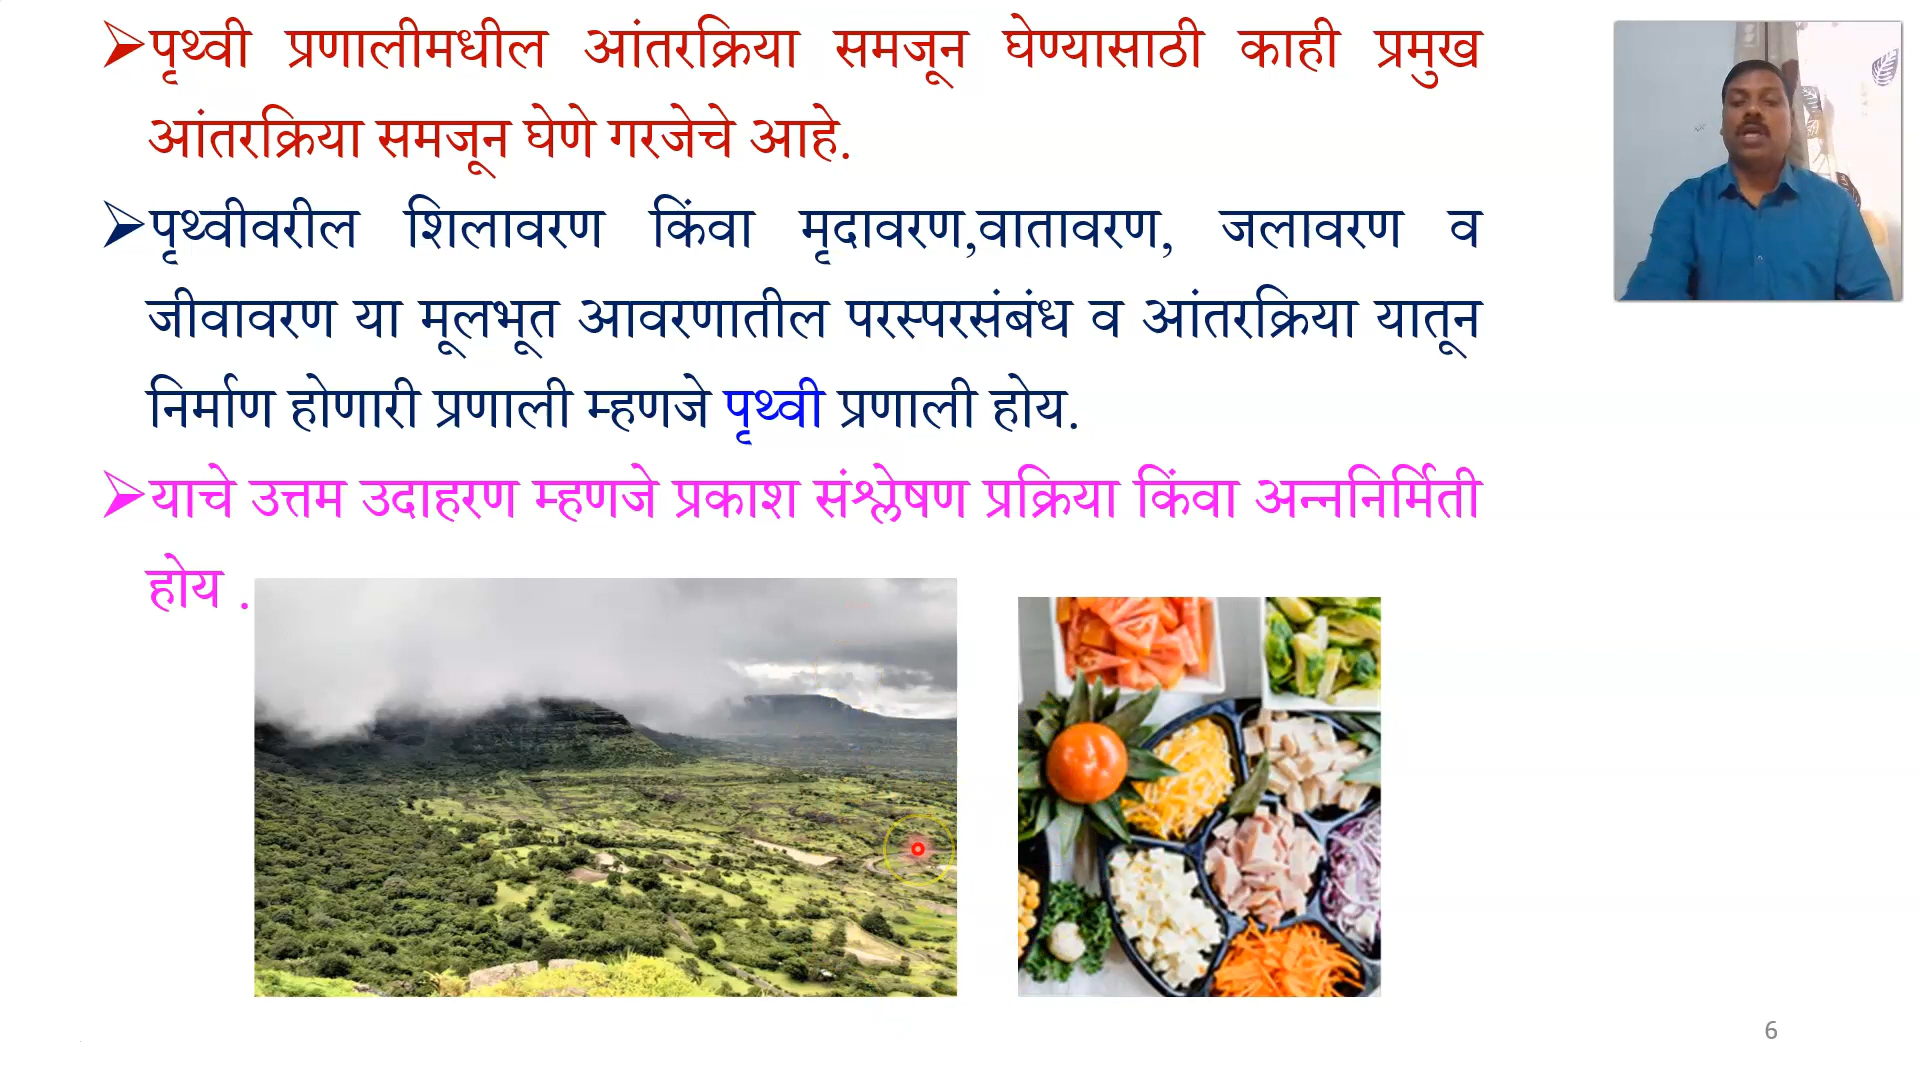 ➢पृथ्वी प्रणालीमधील आंतरक्रिया समजून घेण्यासाठी काही प्रमुख
आंतरक्रिया समजून घेणे गरजेचे आहे.
➢पृथ्वीवरील शिलावरण किंवा मृदावरण,वातावरण, जलावरण व
जीवावरण या मूलभूत आवरणातील परस्परसंबंध व आंतरक्रिया यातून
निर्माण होणारी प्रणाली म्हणजे पृथ्वी प्रणाली होय.
➢याचे उत्तम उदाहरण म्हणजे प्रकाश संश्लेषण प्रक्रिया किंवा अन्ननिर्मिती
होय .
6